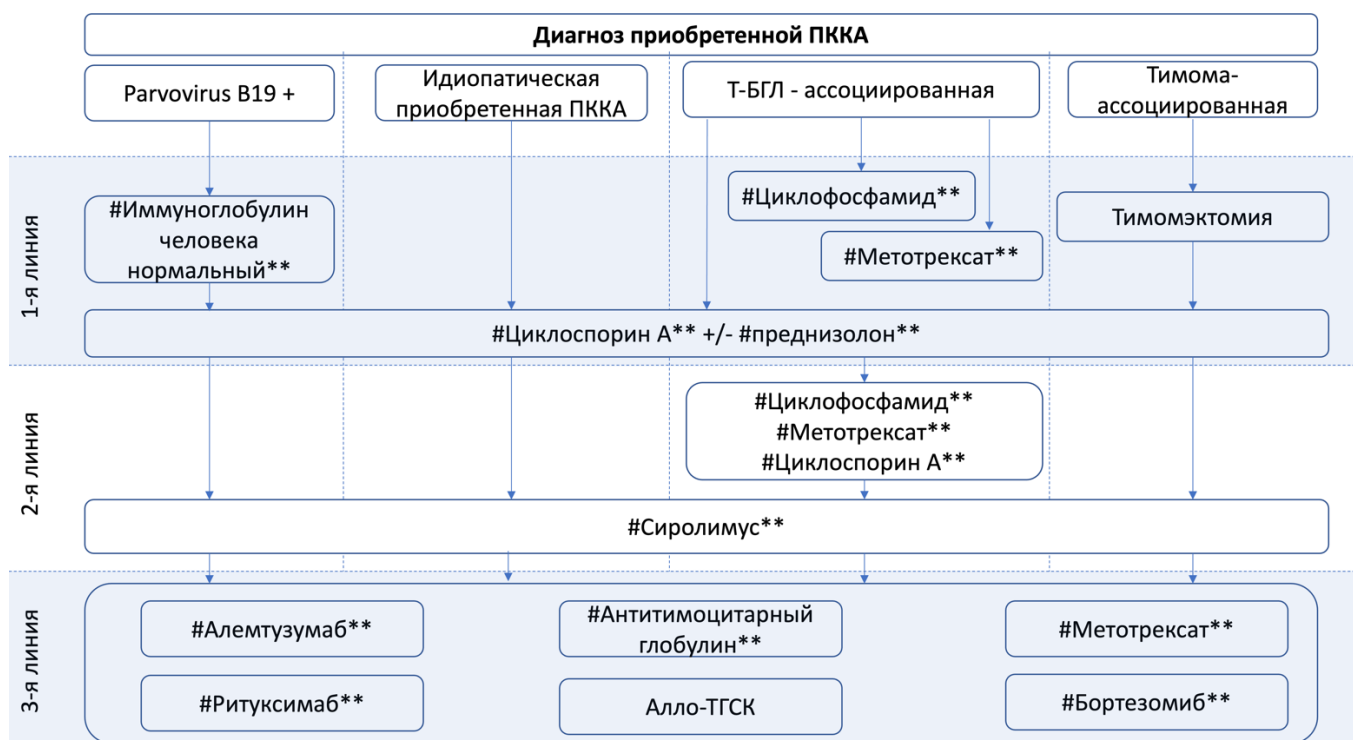 Диагноз приобретенной ПККА
Parvovirus B19 +
Идиопатическая
приобретенная ПККА
Т-БГЛ - ассоциированная
Тимома-
ассоциированная
1-я линия
#Иммуноглобулин
человека
нормальный**
#Циклофосфамид**
#Метотрексат**
Тимомэктомия
#Циклоспорин А** +/- #преднизолон**
2-я линия
#Циклофосфамид**
#Метотрексат**
#Циклоспорин А**
#Сиролимус**
3-я линия
#Алемтузумаб**
#Антитимоцитарный
глобулин**
#Метотрексат**
#Ритуксимаб**
Алло-ТГСК
#Бортезомиб**